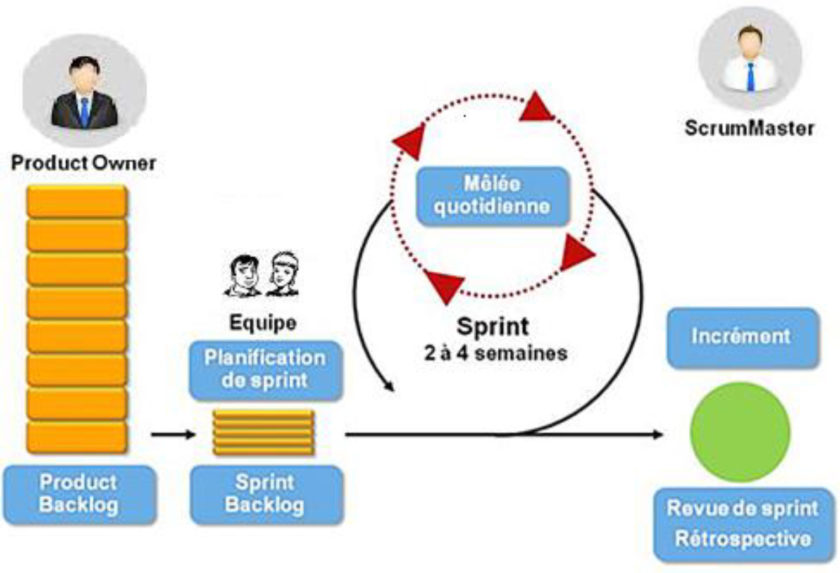 Product Owner
ScrumMaster
Mêlée
quotidienne
Equipe
Sprint
2 à 4 semaines
Planification
de sprint
Incrément
Product
Backlog
Sprint
Backlog
Revue de sprint
Rétrospective